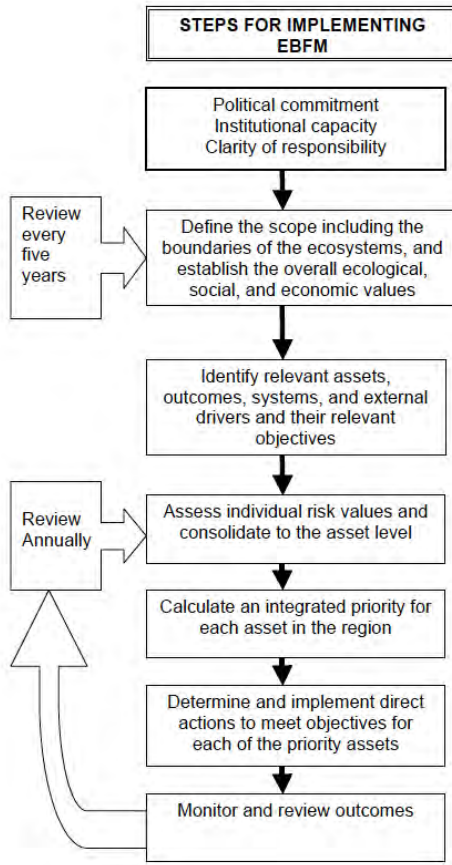 STEPS FOR IMPLEMENTING
EBFM
Political commitment
Institutional capacity
Clarity of responsibility
Review
every
five
years
Define the scope including the
boundaries of the ecosystems, and
establish the overall ecological,
social, and economic values
Identify relevant assets,
outcomes, systems, and external
drivers and their relevant
objectives
Review
Annually
Assess individual risk values and
consolidate to the asset level
Calculate an integrated priority for
each asset in the region
Determine and implement direct
actions to meet objectives for
each of the priority assets
Monitor and review outcomes